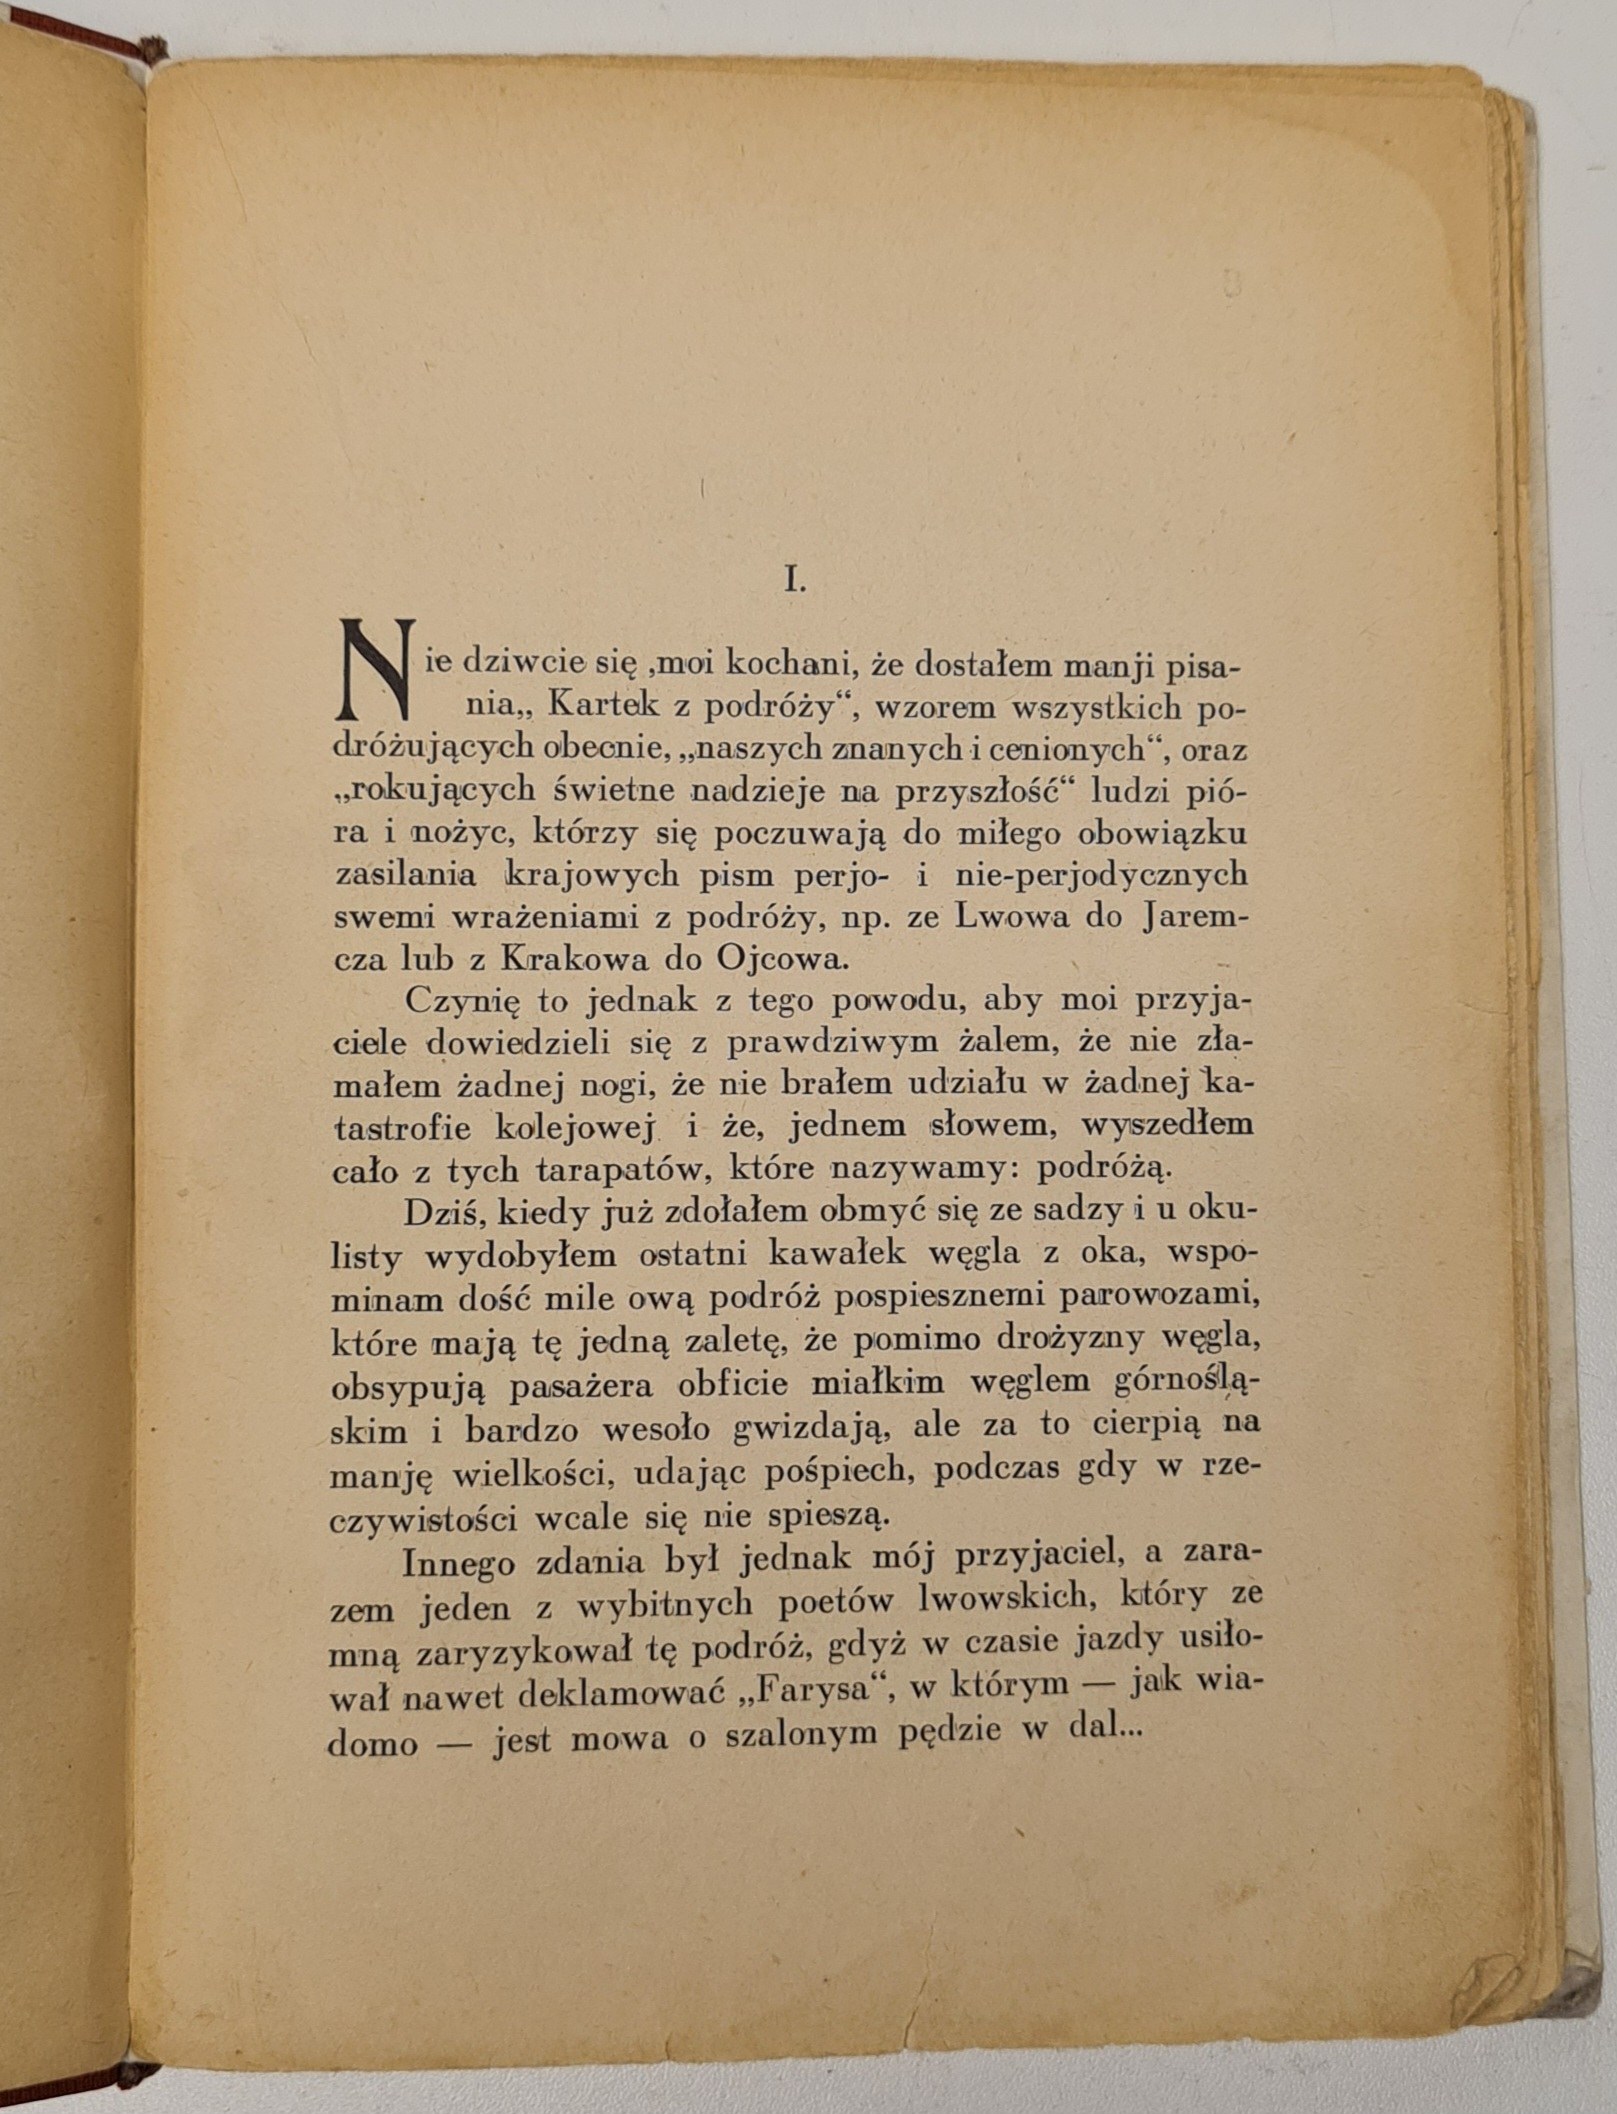 I.
Nie dziwcie się ,moi kochani, że dostałem manji pisa-
nia„ Kartek z podróży“, wzorem wszystkich po-
dróżujących obecnie, „naszych znanych i cenionych“, oraz
„rokujących świetne nadzieje na przyszłość“ ludzi pió-
ra i nożyc, którzy się poczuwają do miłego obowiązku
zasilania krajowych pism perjo- i nie-perjodycznych
swemi wrażeniami z podróży, np. ze Lwowa do Jarem-
cza lub z Krakowa do Ojcowa.
Czynię to jednak z tego powodu, aby moi przyja-
ciele dowiedzieli się z prawdziwym żalem, że nie zła-
małem żadnej nogi, że nie brałem udziału w żadnej ka-
tastrofie kolejowej i że, jednem słowem, wyszedłem
cało z tych tarapatów, które nazywamy: podróżą.
Dziś, kiedy już zdołałem obmyć się ze sadzy i u oku-
listy wydobyłem ostatni kawałek węgla z oka, wspo-
minam dość mile ową podróż pospiesznemi parowozami,
które mają tę jedną zaletę, że pomimo drożyzny węgla,
obsypują pasażera obficie miałkim węglem górnoślą-
skim i bardzo wesoło gwizdają, ale za to cierpią na
manję wielkości, udając pośpiech, podczas gdy w rze-
czywistości wcale się nie spieszą.
Innego zdania był jednak mój przyjaciel, a zara-
zem jeden z wybitnych poetów lwowskich, który ze
mną zaryzykował tę podróż, gdyż w czasie jazdy usiło-
wał nawet deklamować „Farysa“, w którym — jak wia-
domo — jest mowa o szalonym pędzie w dal...